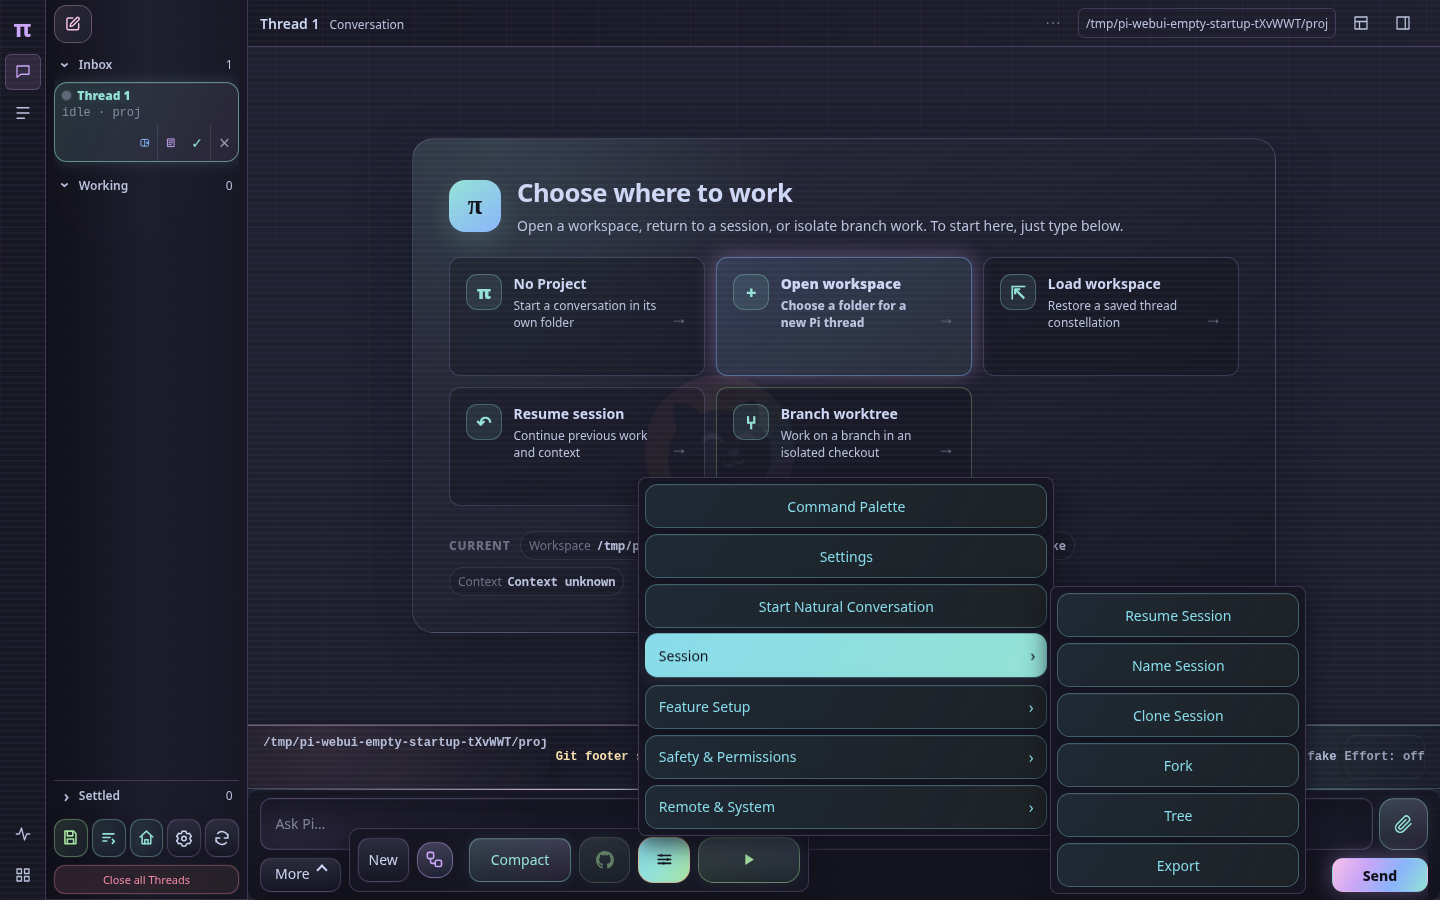 π
Inbox 1
Thread 1
idle · proj
Working 0
Settled 0
Close all Threads
Thread 1 Conversation
··· /tmp/pi-webui-empty-startup-tXvWWT/proj
π
Choose where to work
Open a workspace, return to a session, or isolate branch work. To start here, just type below.
π No Project
Start a conversation in its
own folder →
+ Open workspace
Choose a folder for a
new Pi thread →
Load workspace
Restore a saved thread
constellation →
Resume session
Continue previous work
and context →
Branch worktree
Work on a branch in an
isolated checkout →
CURRENT Workspace /tmp/p
Context Context unknown
Command Palette
Settings
Start Natural Conversation
Session ›
Feature Setup ›
Safety & Permissions ›
Remote & System ›
Resume Session
Name Session
Clone Session
Fork
Tree
Export
/tmp/pi-webui-empty-startup-tXvWWT/proj
Git footer
fake Effort: off
Ask Pi...
More New Compact
Send